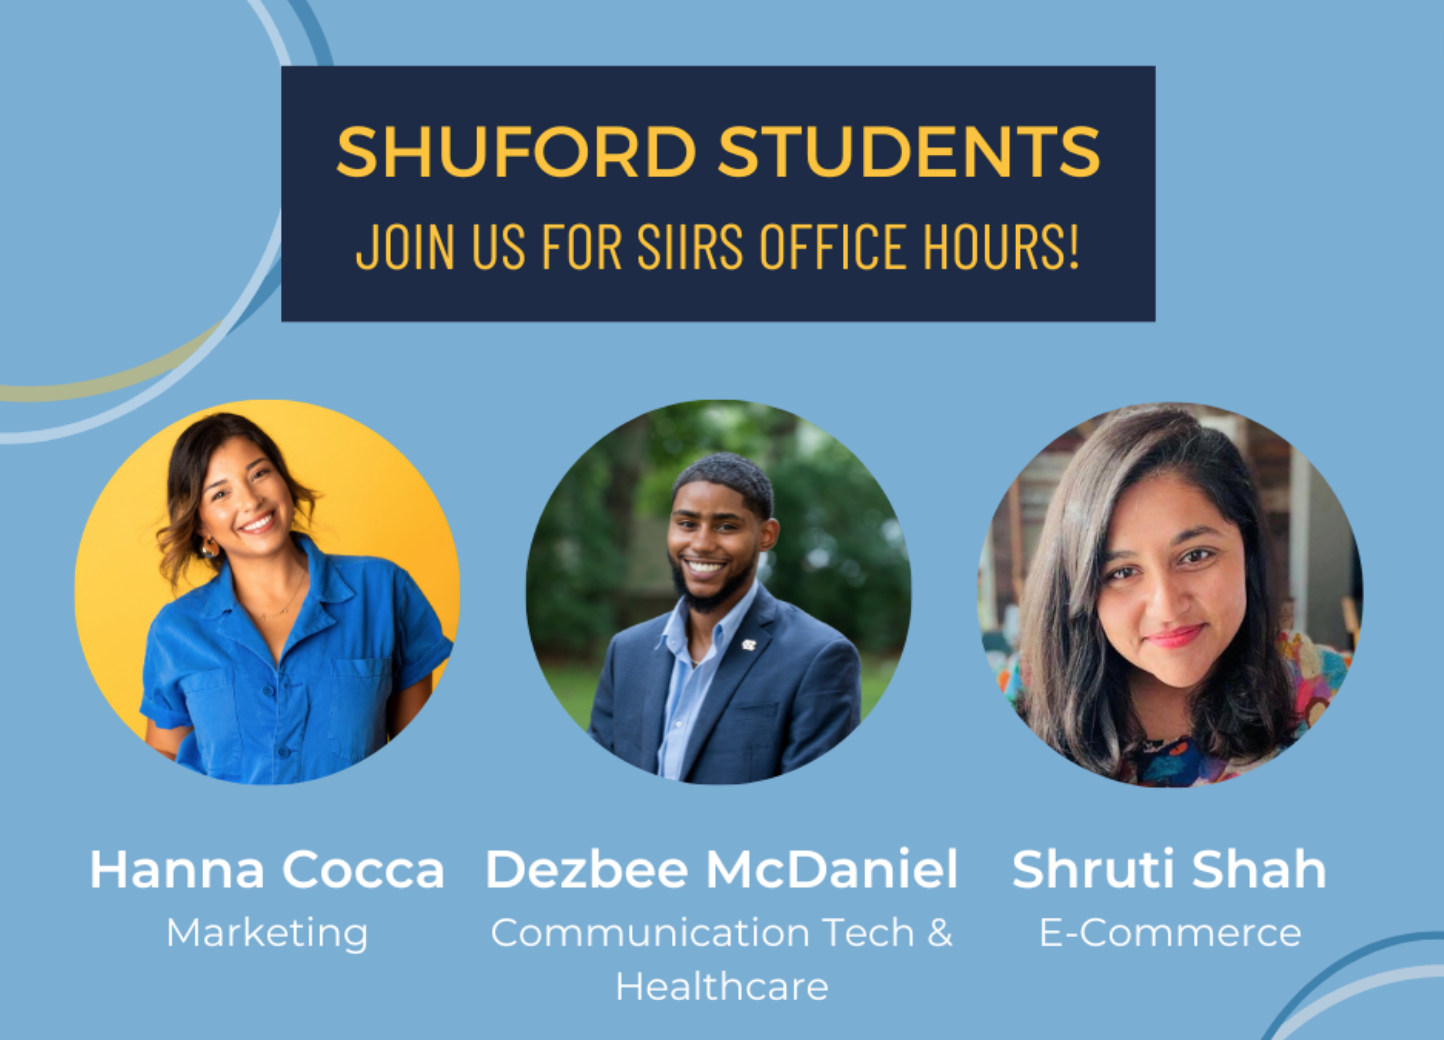 SHUFORD STUDENTS
JOIN US FOR SIIRS OFFICE HOURS!
Hanna Cocca
Marketing
Dezbee McDaniel
Communication Tech &
Healthcare
Shruti Shah
E-Commerce